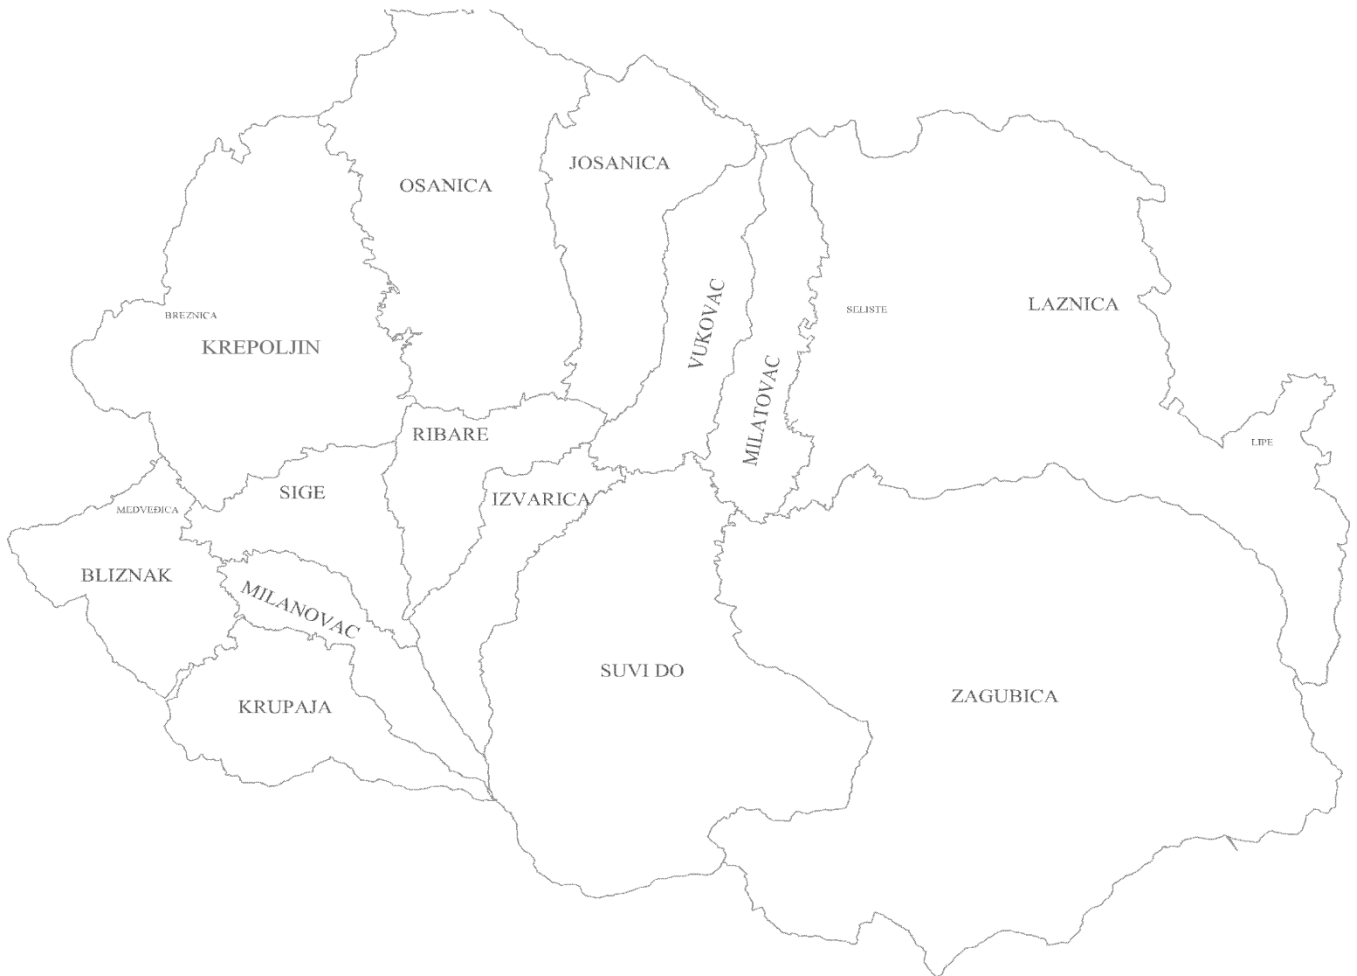 JOSANICA
OSANICA
LAZNICA
SELISTE
BREZNICA
KREPOLJIN
VUKOVAC
MILATOVAC
RIBARE
LIPE
SIGE
IZVARICA
MEDVEĐICA
BLIZNAK
MILANOVAC
SUVI DO
ZAGUBICA
KRUPAJA